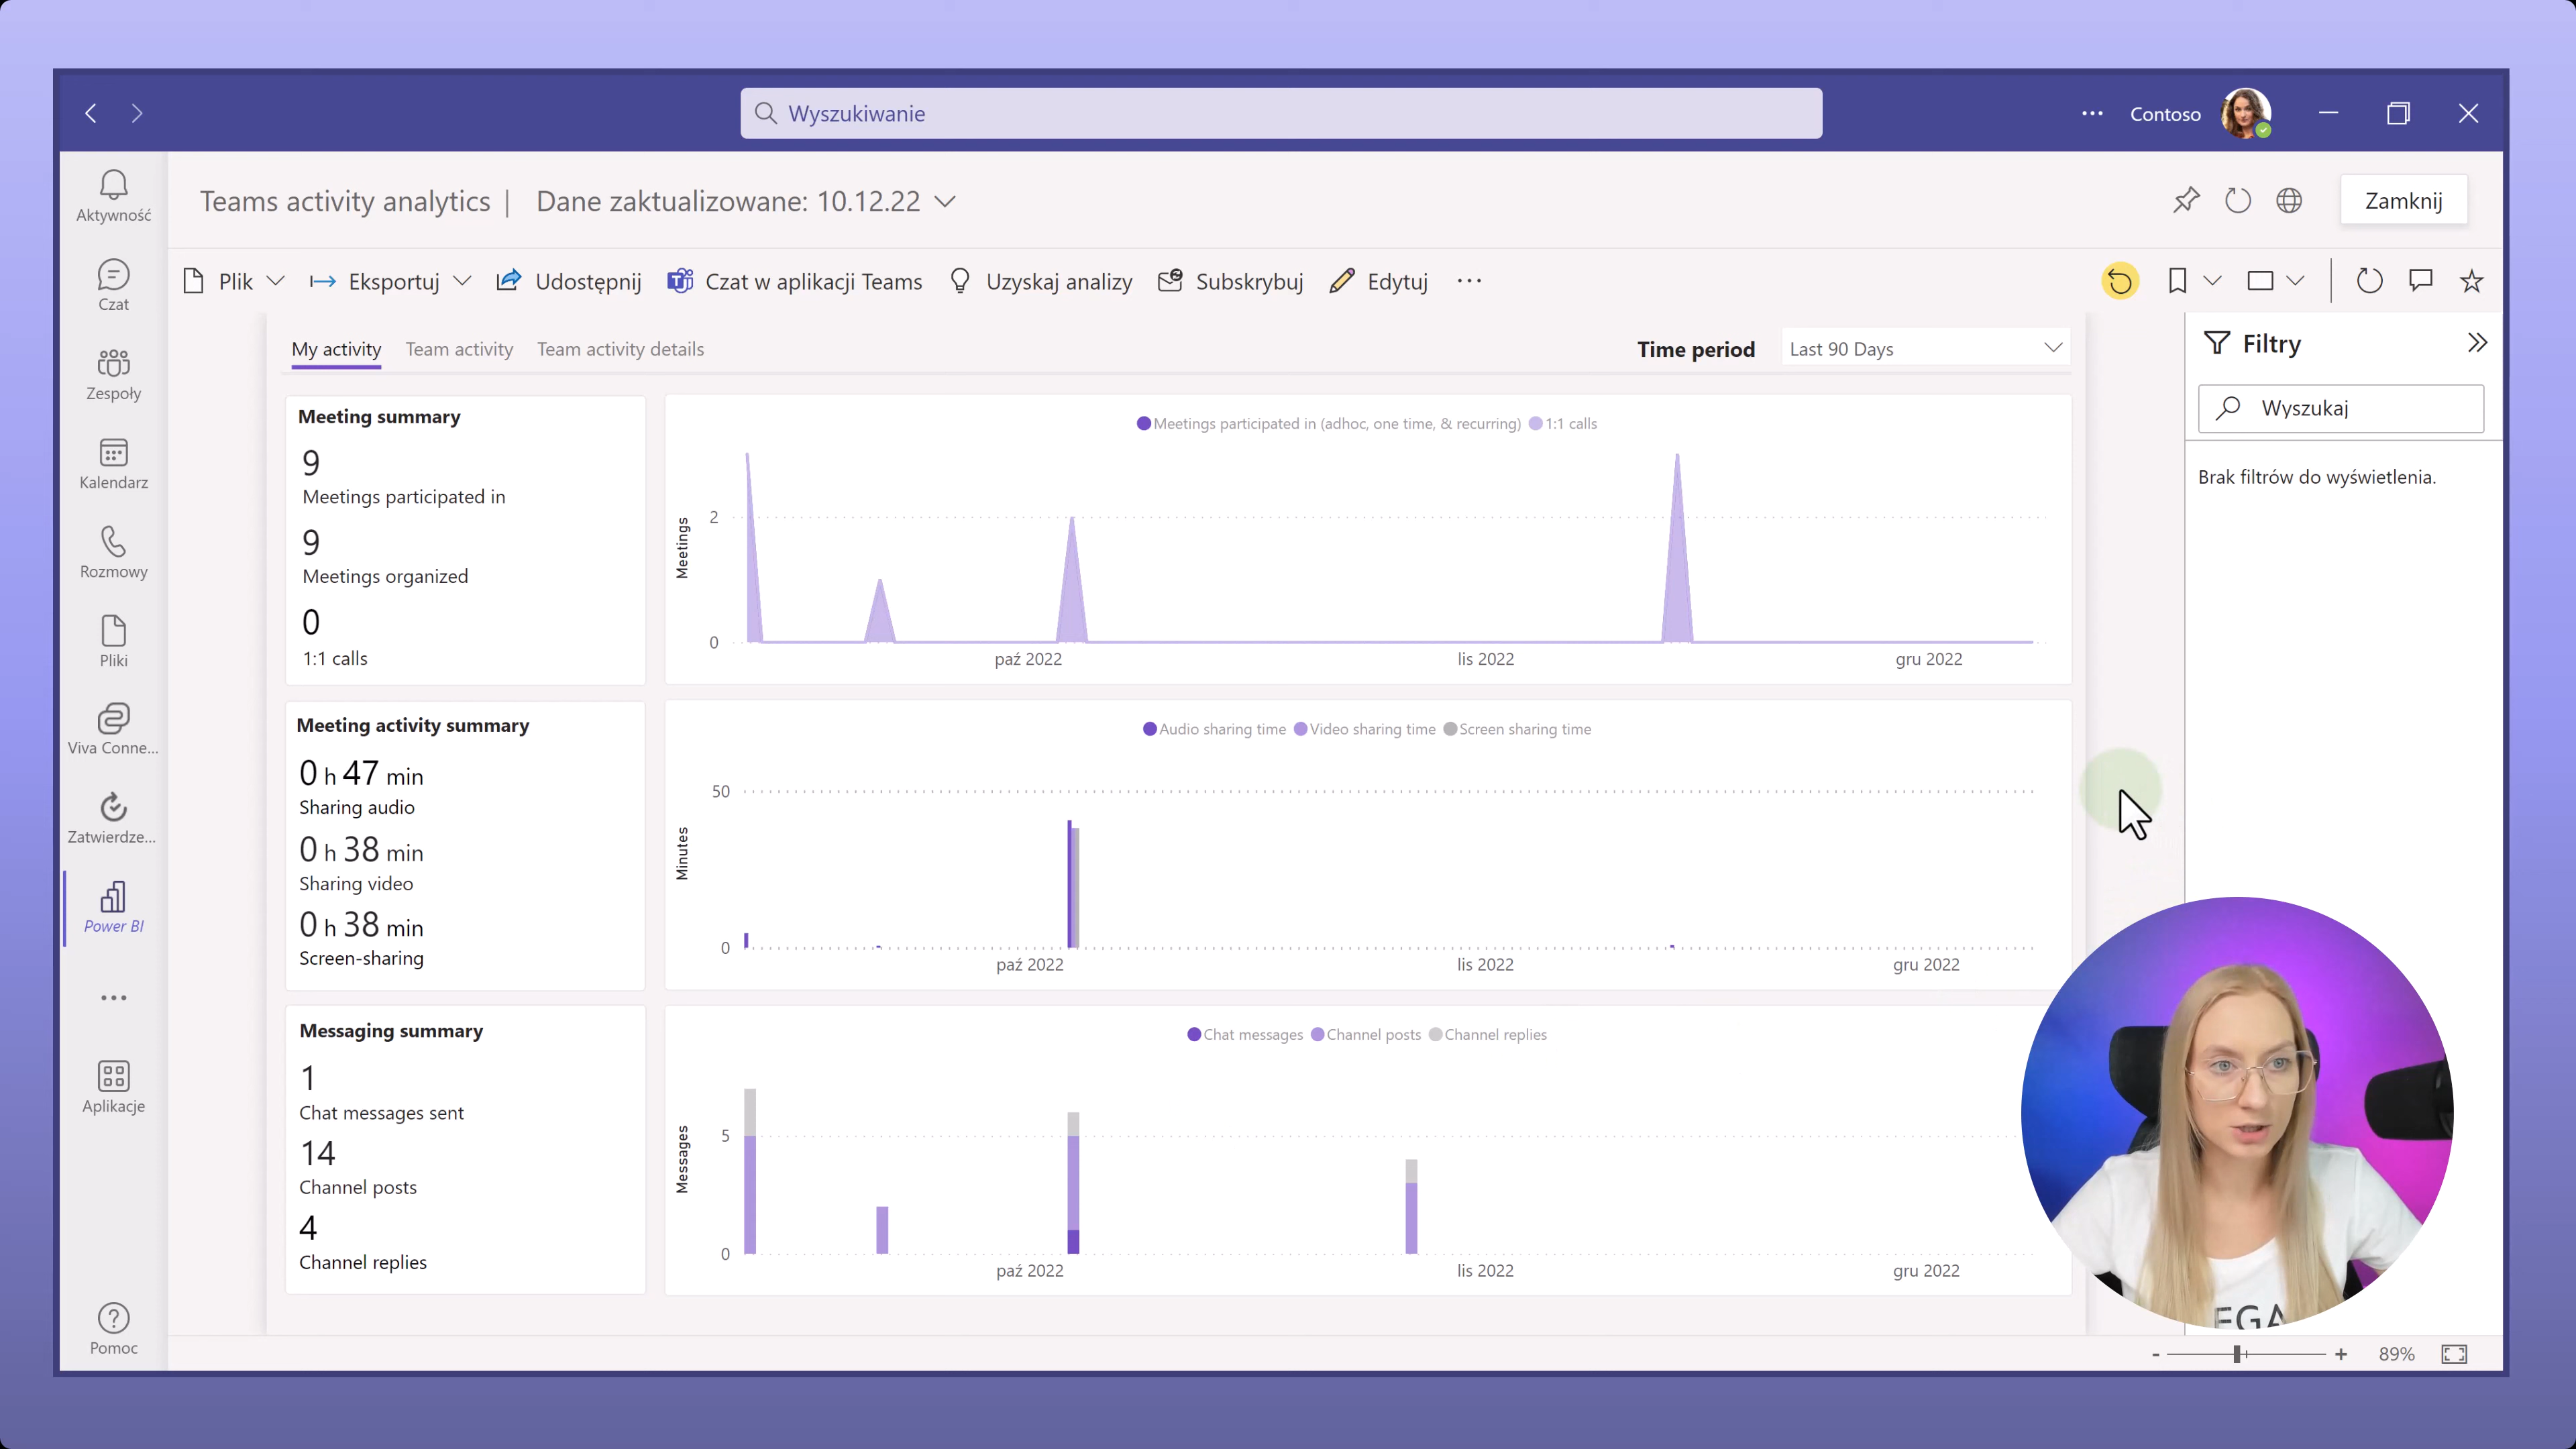 Wyszukiwanie
Contoso
Teams activity analytics | Dane zaktualizowane: 10.12.22
Zamknij
Plik
Eksportuj
Udostępnij
Czat w aplikacji Teams
Uzyskaj analizy
Subskrybuj
Edytuj
Aktywność
Czat
Zespoły
Kalendarz
Rozmowy
Pliki
Viva Conne...
Zatwierdze...
Power BI
Aplikacje
Pomoc
My activity
Team activity
Team activity details
Time period
Last 90 Days
Meeting summary
9
Meetings participated in
9
Meetings organized
0
1:1 calls
Meetings participated in (adhoc, one time, & recurring) 1:1 calls
Meetings
2
0
paź 2022
lis 2022
gru 2022
Meeting activity summary
0 h 47 min
Sharing audio
0 h 38 min
Sharing video
0 h 38 min
Screen-sharing
Audio sharing time Video sharing time Screen sharing time
Minutes
50
0
paź 2022
lis 2022
gru 2022
Messaging summary
1
Chat messages sent
14
Channel posts
4
Channel replies
Chat messages Channel posts Channel replies
Messages
5
0
paź 2022
lis 2022
gru 2022
Filtry
Wyszukaj
Brak filtrów do wyświetlenia.
- + 89%